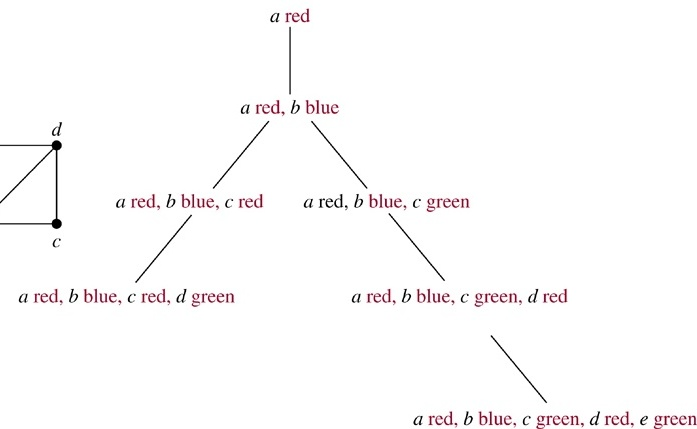 a red
a red, b blue
d
a red, b blue, c red
a red, b blue, c green
c
a red, b blue, c red, d green
a red, b blue, c green, d red
a red, b blue, c green, d red, e green